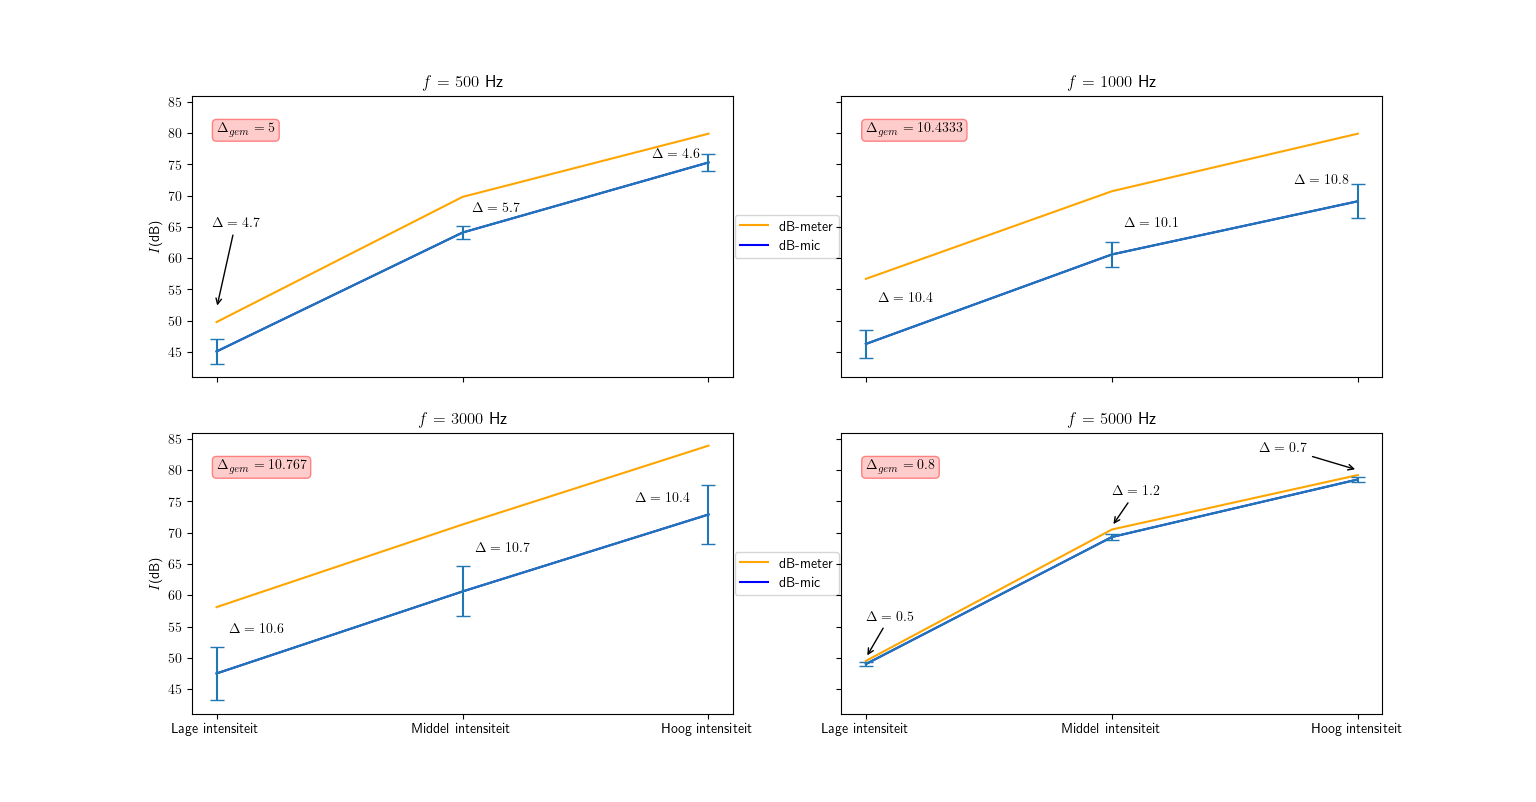 f = 500 Hz
85
80
75
70
65
60
55
50
45
I(dB)
Δgem = 5
Δ = 4.7
Δ = 5.7
Δ = 4.6
dB-meter
dB-mic
f = 1000 Hz
Δgem = 10.4333
Δ = 10.4
Δ = 10.1
Δ = 10.8
f = 3000 Hz
85
80
75
70
65
60
55
50
45
I(dB)
Δgem = 10.767
Δ = 10.6
Δ = 10.7
Δ = 10.4
Lage intensiteit
Middel intensiteit
Hoog intensiteit
dB-meter
dB-mic
f = 5000 Hz
Δgem = 0.8
Δ = 0.5
Δ = 1.2
Δ = 0.7
Lage intensiteit
Middel intensiteit
Hoog intensiteit